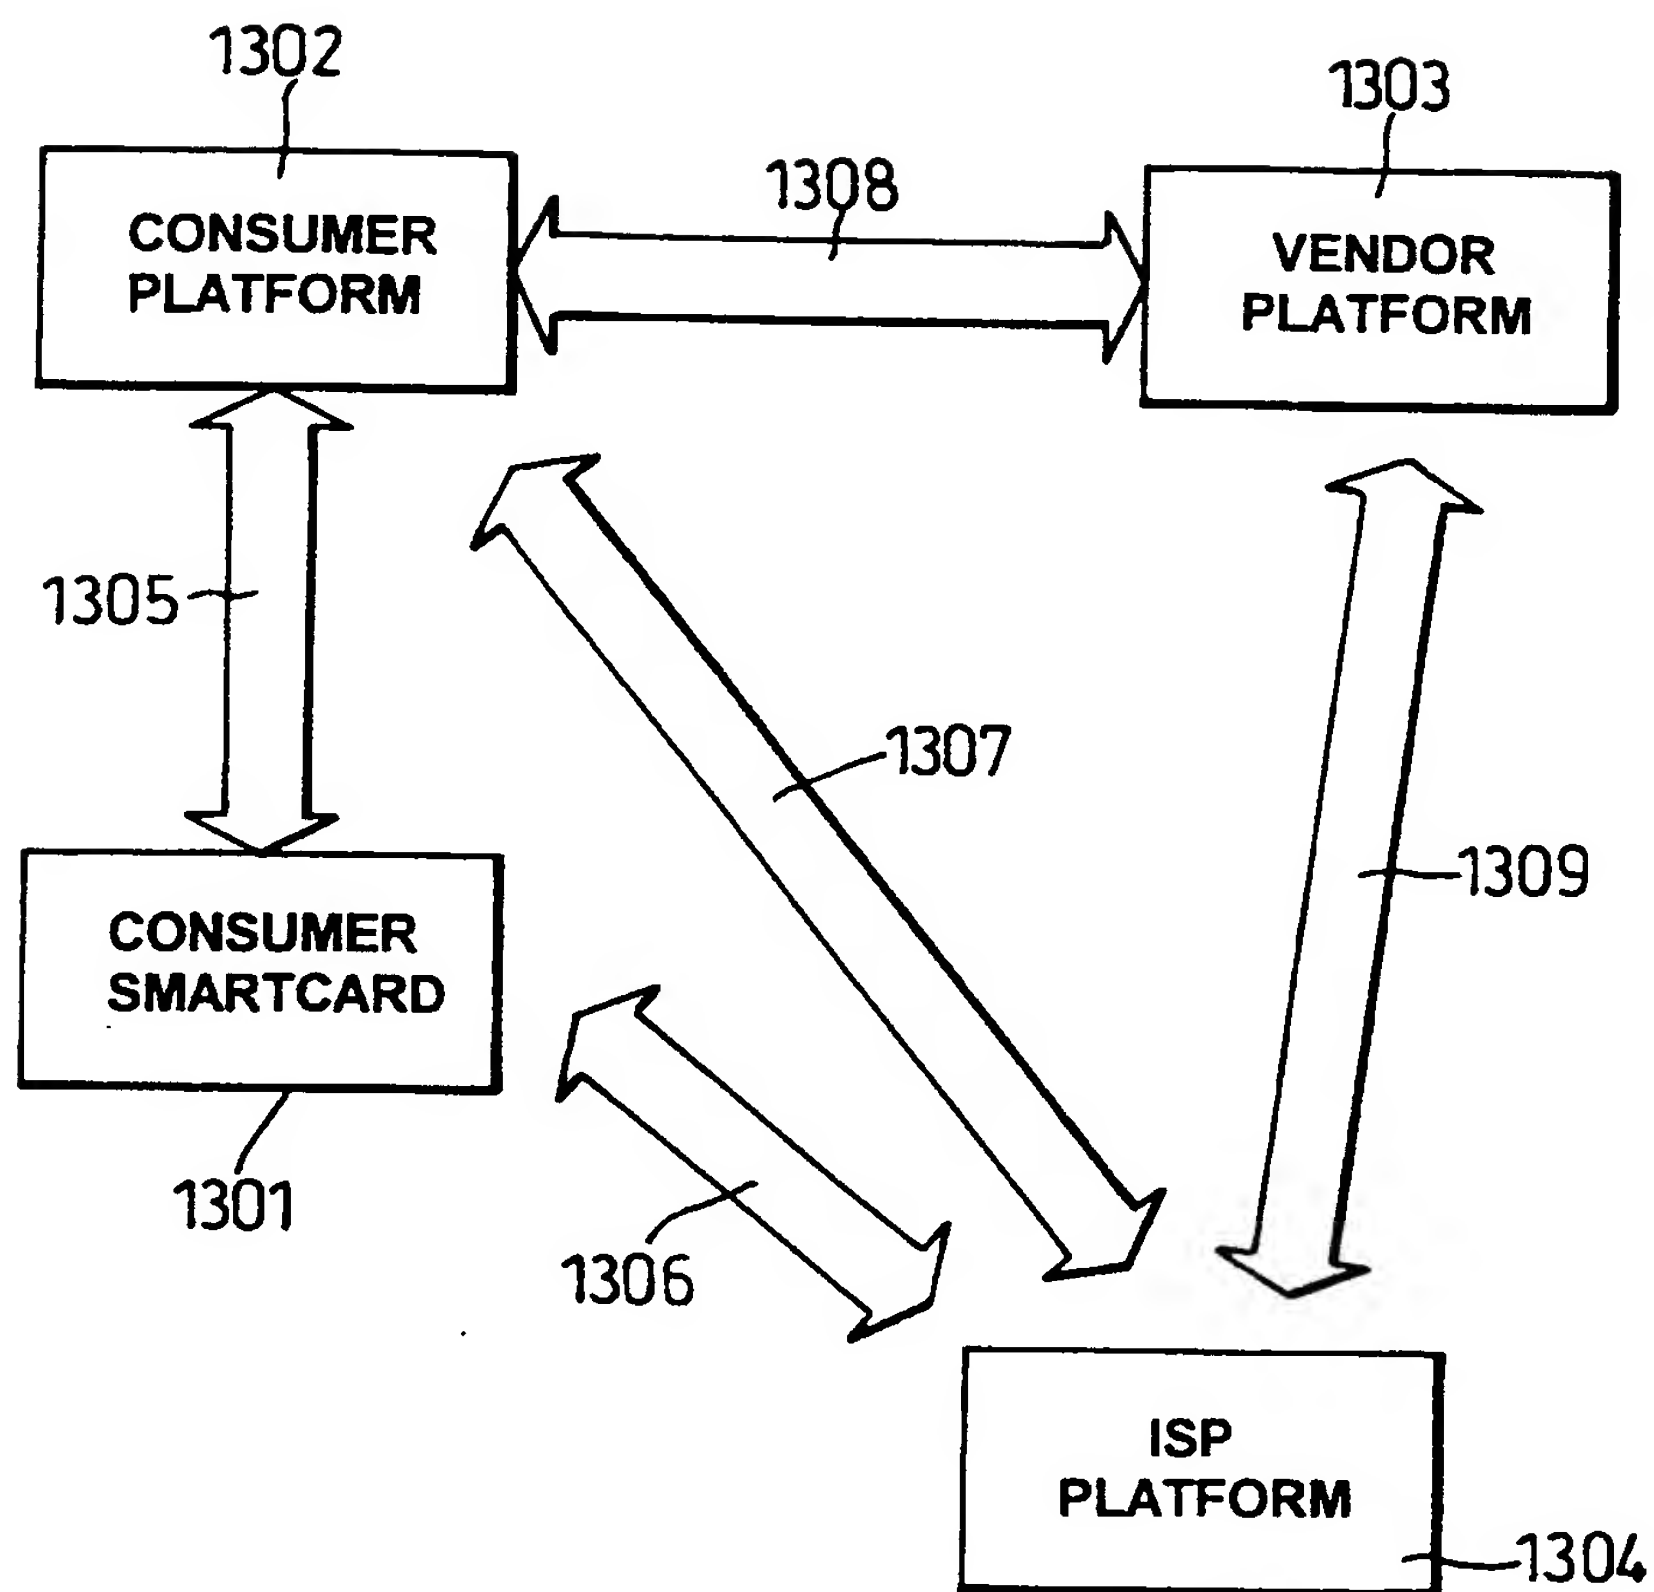 1302
1303
1308
CONSUMER
PLATFORM
VENDOR
PLATFORM
1305
1307
1309
CONSUMER
SMARTCARD
1301
1306
ISP
PLATFORM
1304